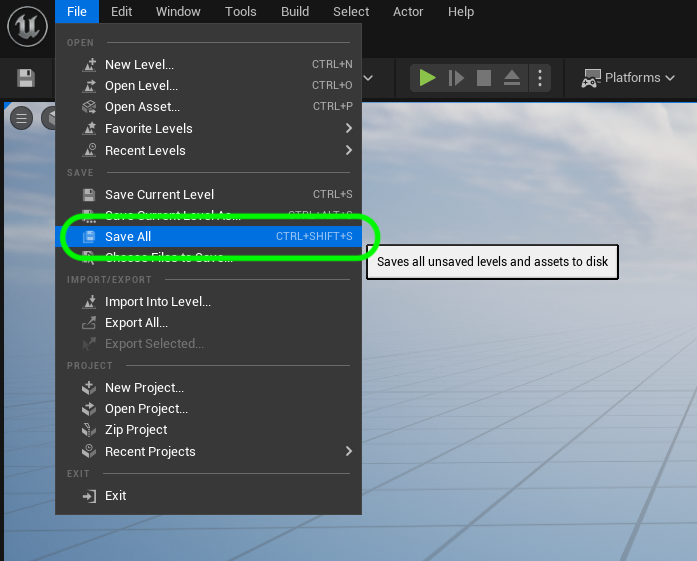 File Edit Window Tools Build Select Actor Help
OPEN
New Level... CTRL+N
Open Level... CTRL+O
Open Asset... CTRL+P
Favorite Levels
Recent Levels
Platforms
SAVE
Save Current Level CTRL+S
Save Current Level As... CTRL+ALT+S
Save All CTRL+SHIFT+S
Choose Files to Save...
Saves all unsaved levels and assets to disk
IMPORT/EXPORT
Import Into Level...
Export All...
Export Selected...
PROJECT
New Project...
Open Project...
Zip Project
Recent Projects
EXIT
Exit